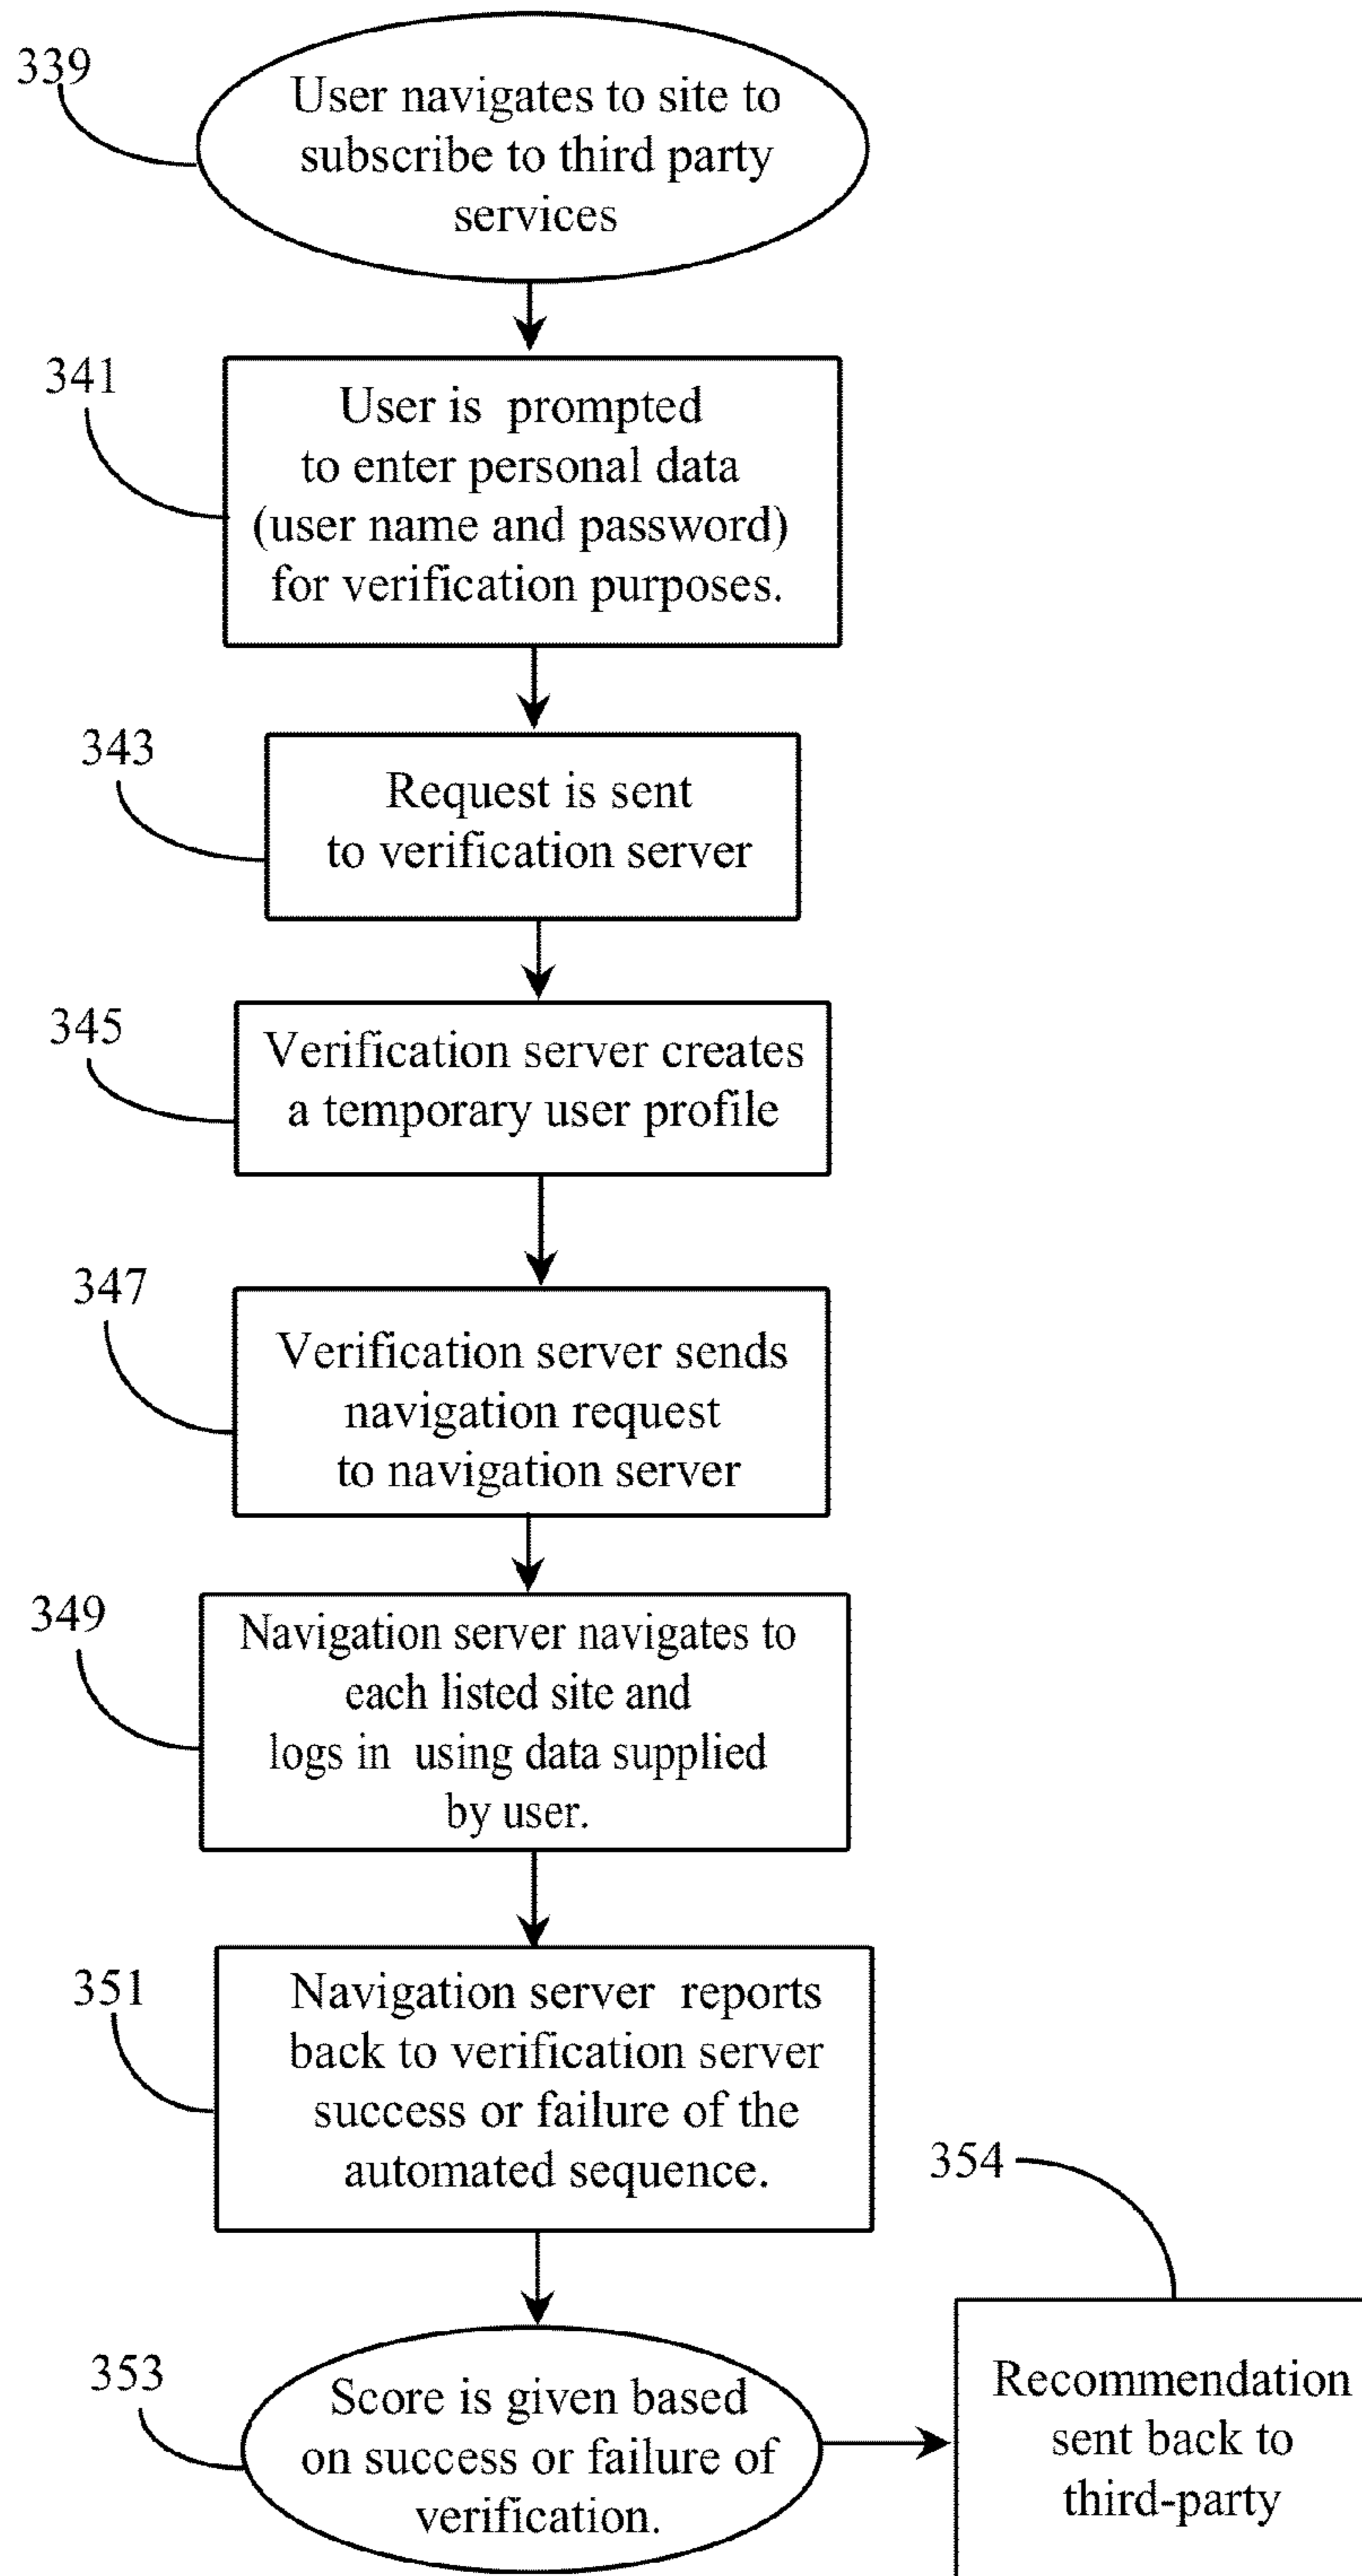 339
User navigates to site to
subscribe to third party
services
341
User is prompted
to enter personal data
(user name and password)
for verification purposes.
343
Request is sent
to verification server
345
Verification server creates
a temporary user profile
347
Verification server sends
navigation request
to navigation server
349
Navigation server navigates to
each listed site and
logs in using data supplied
by user.
351
Navigation server reports
back to verification server
success or failure of the
automated sequence.
354
353
Score is given based
on success or failure of
verification.
Recommendation
sent back to
third-party